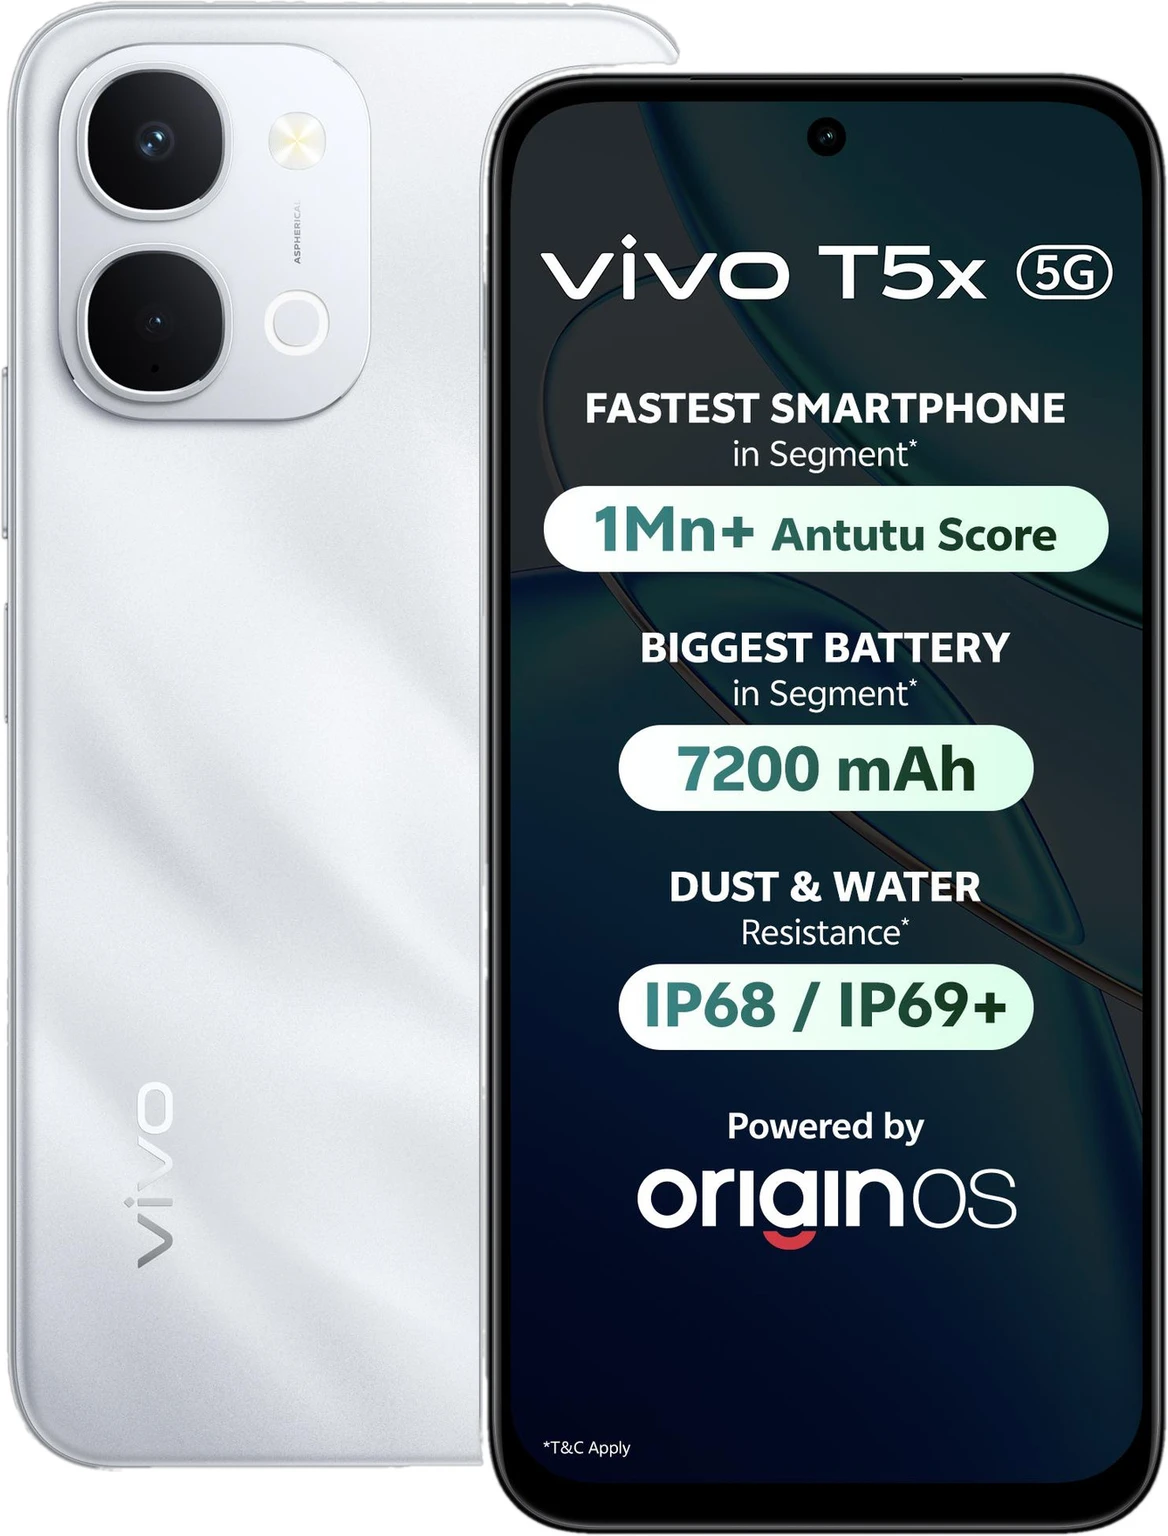 ASPHERICAL
vivo
vivo T5x 5G
FASTEST SMARTPHONE
in Segment*
1Mn+ Antutu Score
BIGGEST BATTERY
in Segment*
7200 mAh
DUST & WATER
Resistance*
IP68 / IP69+
Powered by
originOS
*T&C Apply